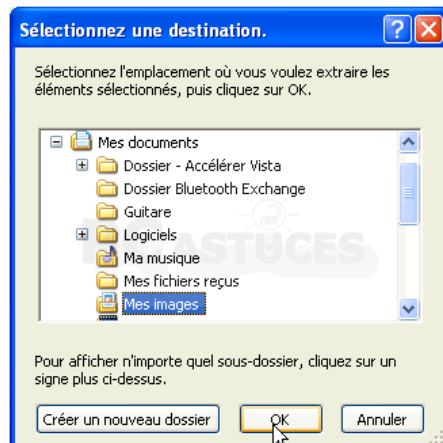 Sélectionnez une destination.
Sélectionnez l'emplacement où vous voulez extraire les
éléments sélectionnés, puis cliquez sur OK.
Mes documents
Dossier - Accélérer Vista
Dossier Bluetooth Exchange
Guitare
Logiciels
Ma musique
Mes fichiers reçus
Mes images
PC ASTUCES
Pour afficher n'importe quel sous-dossier, cliquez sur un
signe plus ci-dessus.
Créer un nouveau dossier OK Annuler